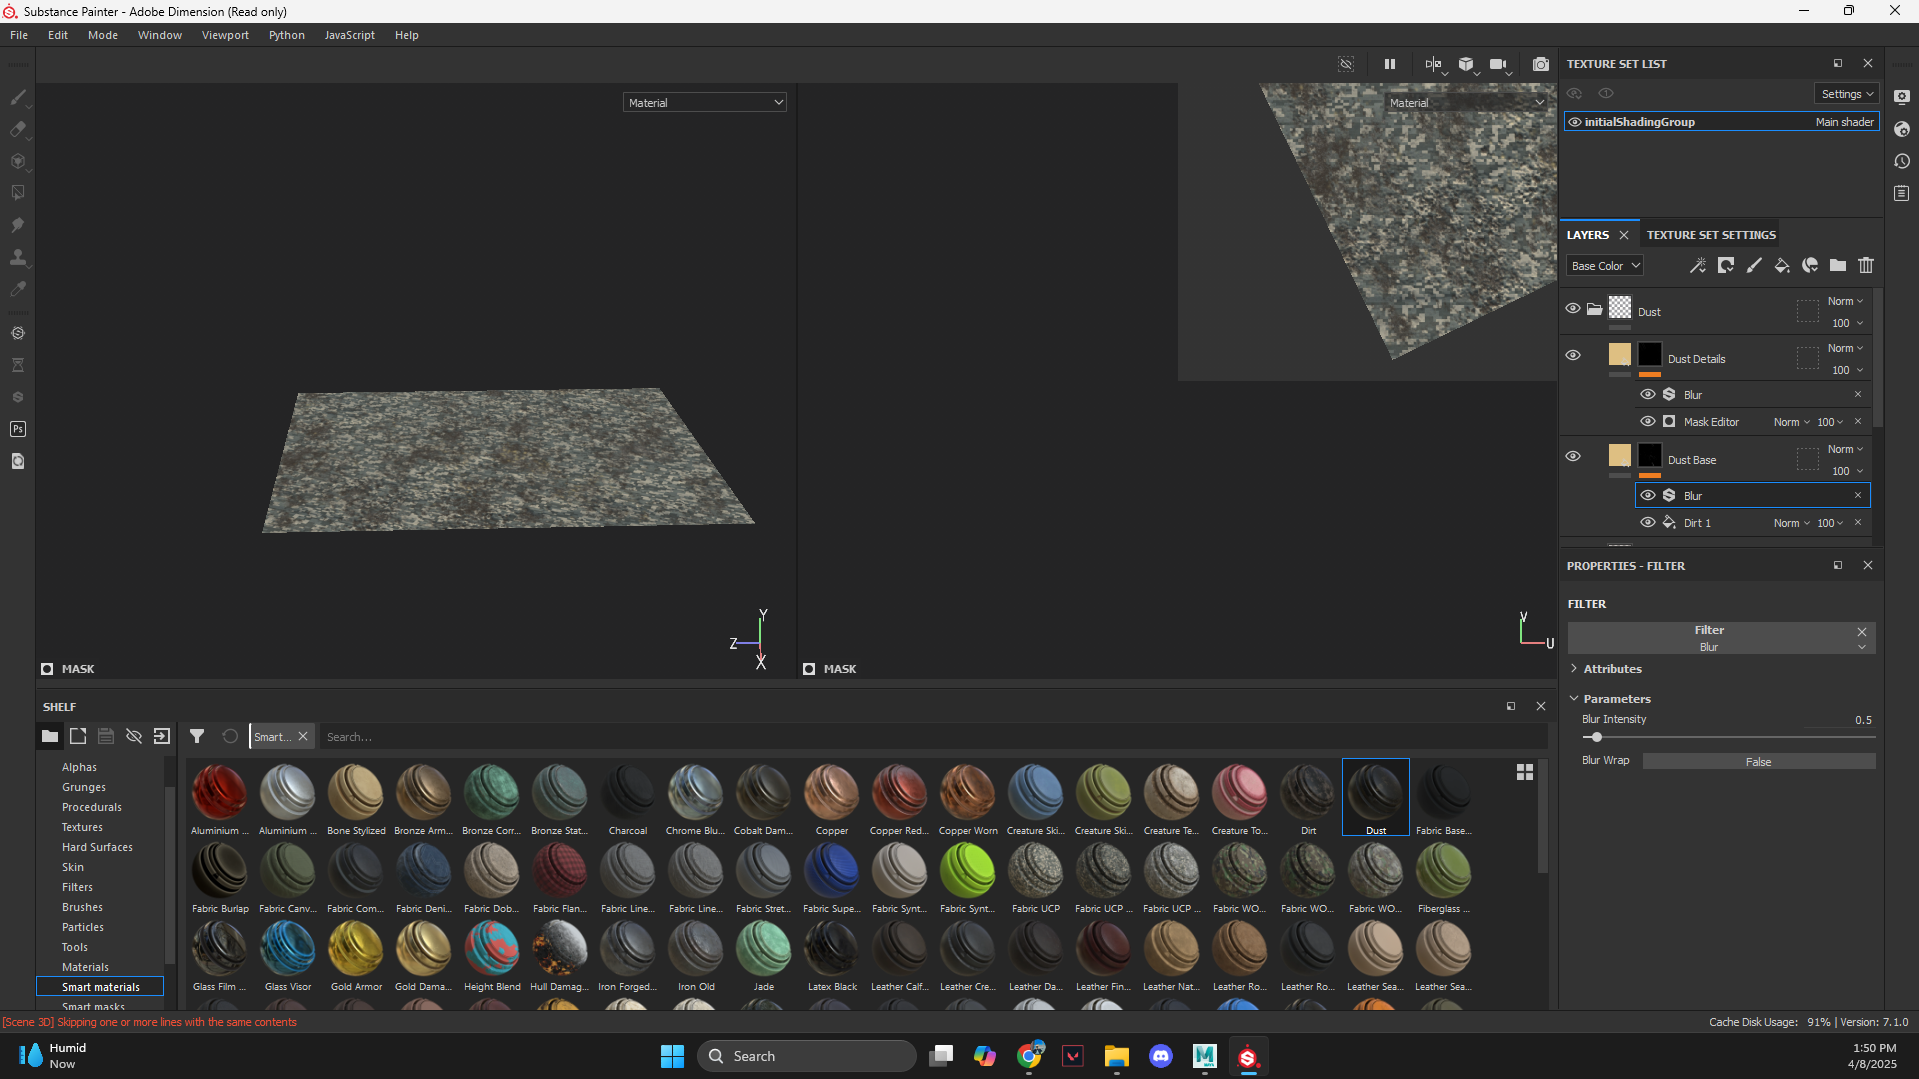 Substance Painter - Adobe Dimension (Read only)
File Edit Mode Window Viewport Python JavaScript Help
Material
Material
Y
Z
X
V
U
MASK
MASK
TEXTURE SET LIST
Settings
initialShadingGroup Main shader
LAYERS TEXTURE SET SETTINGS
Base Color
Dust Norm 100
Dust Details Norm 100
Blur
Mask Editor Norm 100
Dust Base Norm 100
Blur
Dirt 1 Norm 100
PROPERTIES - FILTER
FILTER
Filter
Blur
Attributes
Parameters
Blur Intensity 0.5
Blur Wrap False
SHELF
Smart... Search...
Alphas
Grunges
Procedurals
Textures
Hard Surfaces
Skin
Filters
Brushes
Particles
Tools
Materials
Smart materials
Smart masks
Aluminium ... Aluminium ... Bone Stylized Bronze Arm... Bronze Corr... Bronze Stat... Charcoal Chrome Blu... Cobalt Dam... Copper Copper Red... Copper Worn Creature Ski... Creature Ski... Creature Te... Creature To... Dirt Dust Fabric Base...
Fabric Burlap Fabric Canv... Fabric Com... Fabric Deni... Fabric Dob... Fabric Flan... Fabric Line... Fabric Line... Fabric Stret... Fabric Supe... Fabric Synt... Fabric Synt... Fabric UCP Fabric UCP ... Fabric UCP ... Fabric WO... Fabric WO... Fabric WO... Fiberglass ...
Glass Film ... Glass Visor Gold Armor Gold Dama... Height Blend Hull Damag... Iron Forged... Iron Old Jade Latex Black Leather Calf... Leather Cre... Leather Da... Leather Fin... Leather Nat... Leather Ro... Leather Ro... Leather Sea... Leather Sea...
[Scene 3D] Skipping one or more lines with the same contents
Cache Disk Usage: 91% | Version: 7.1.0
Humid
Now
Ps
Search
M
1:50 PM
4/8/2025